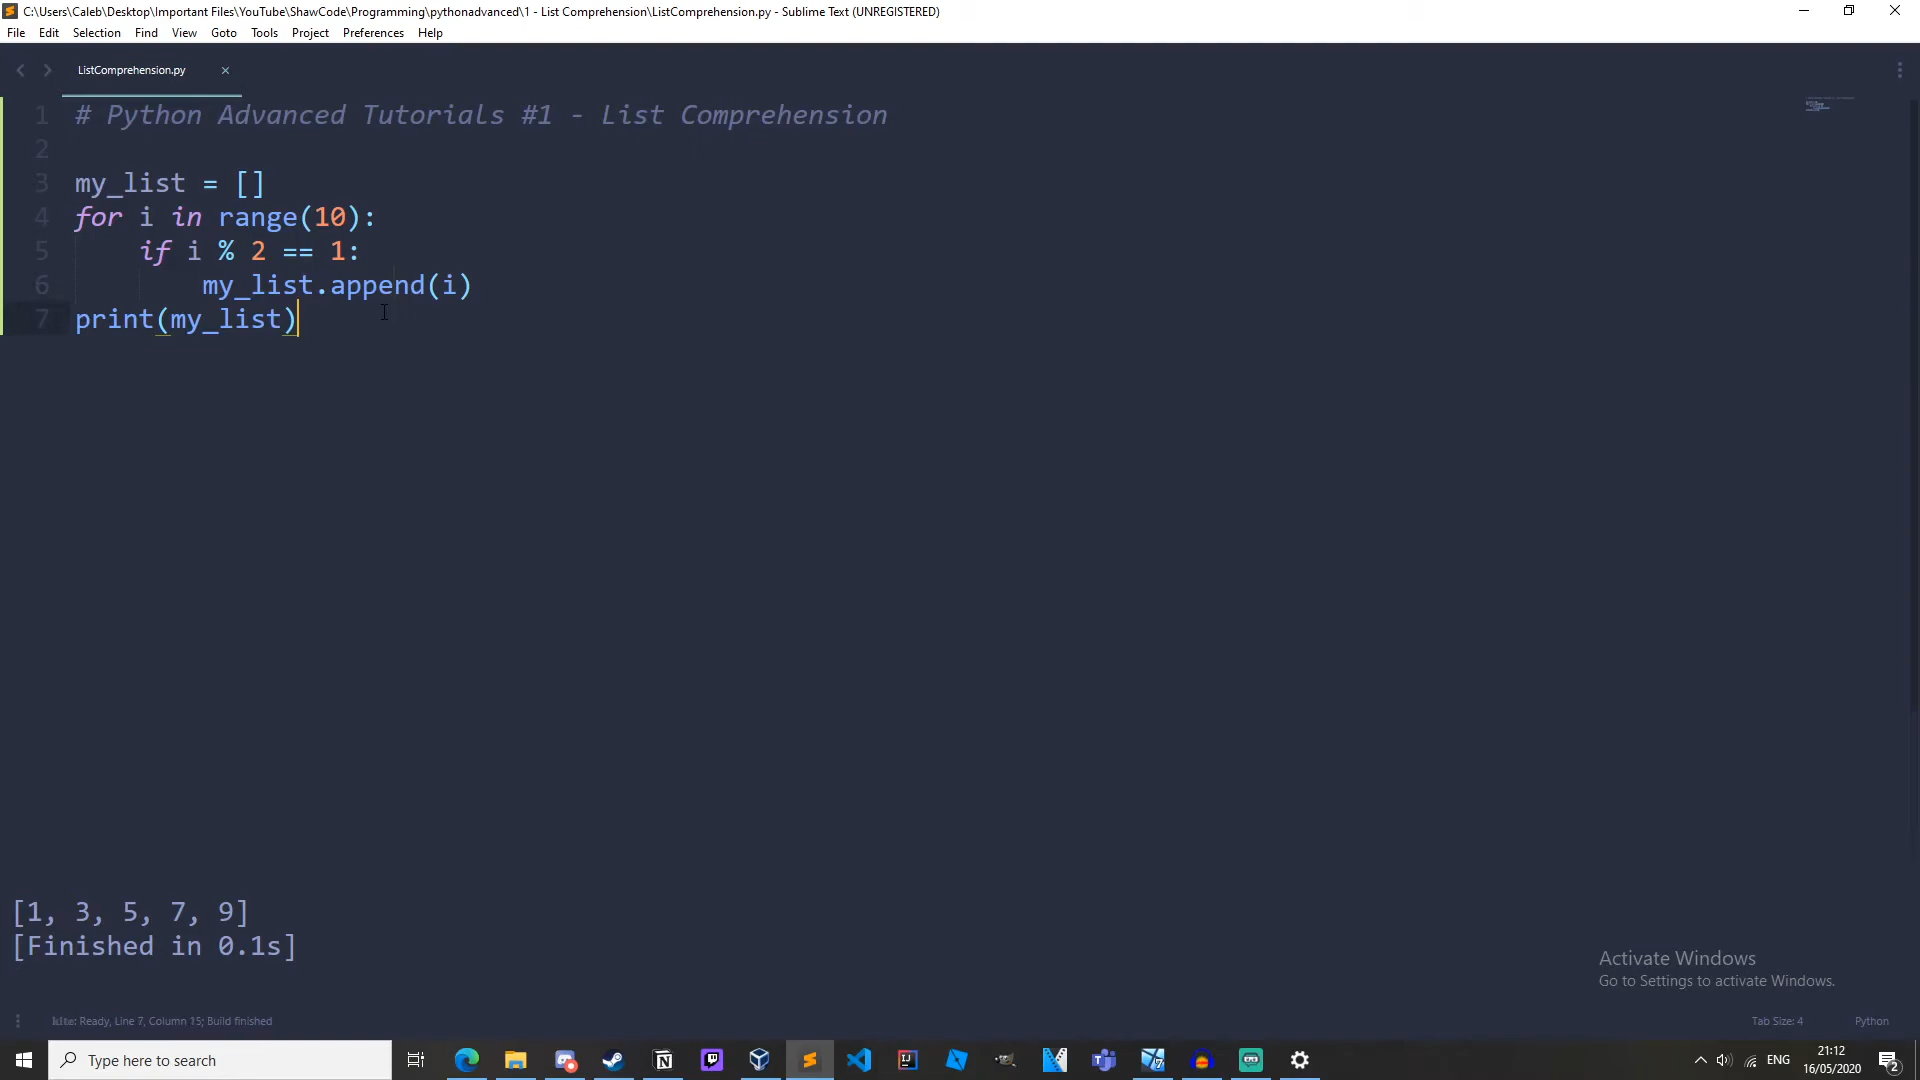 C:\Users\Caleb\Desktop\Important Files\YouTube\ShawCode\Programming\pythonadvanced\1 - List Comprehension\ListComprehension.py - Sublime Text (UNREGISTERED)
File Edit Selection Find View Goto Tools Project Preferences Help
ListComprehension.py
1 # Python Advanced Tutorials #1 - List Comprehension
2
3 my_list = []
4 for i in range(10):
5     if i % 2 == 1:
6         my_list.append(i)
7 print(my_list)
[1, 3, 5, 7, 9]
[Finished in 0.1s]
Activate Windows
Go to Settings to activate Windows.
kite: Ready, Line 7, Column 15; Build finished
Tab Size: 4 Python
Type here to search
ENG
21:12
16/05/2020
2